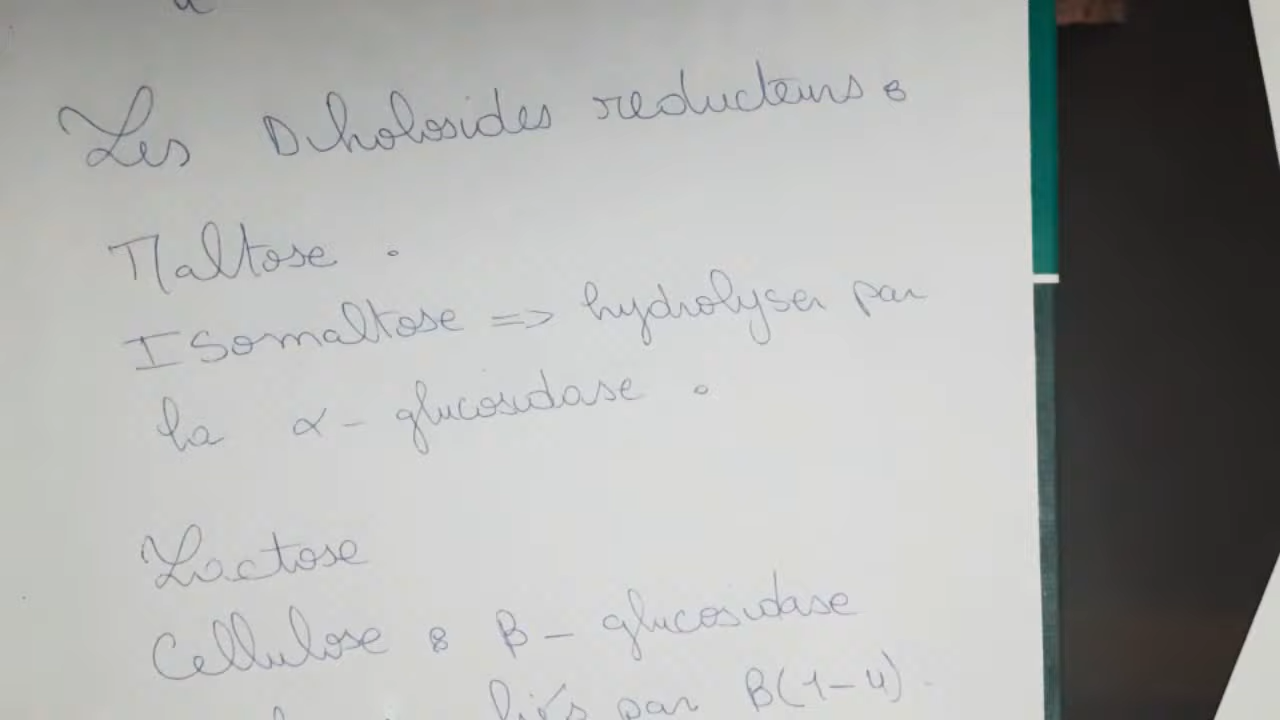 Les Diholosides reducteurs :
Maltose .
Isomaltose => hydrolyser par
la α-glucosidase .
Lactose
Cellulose : B - glucosidase
liés par B(1-4).